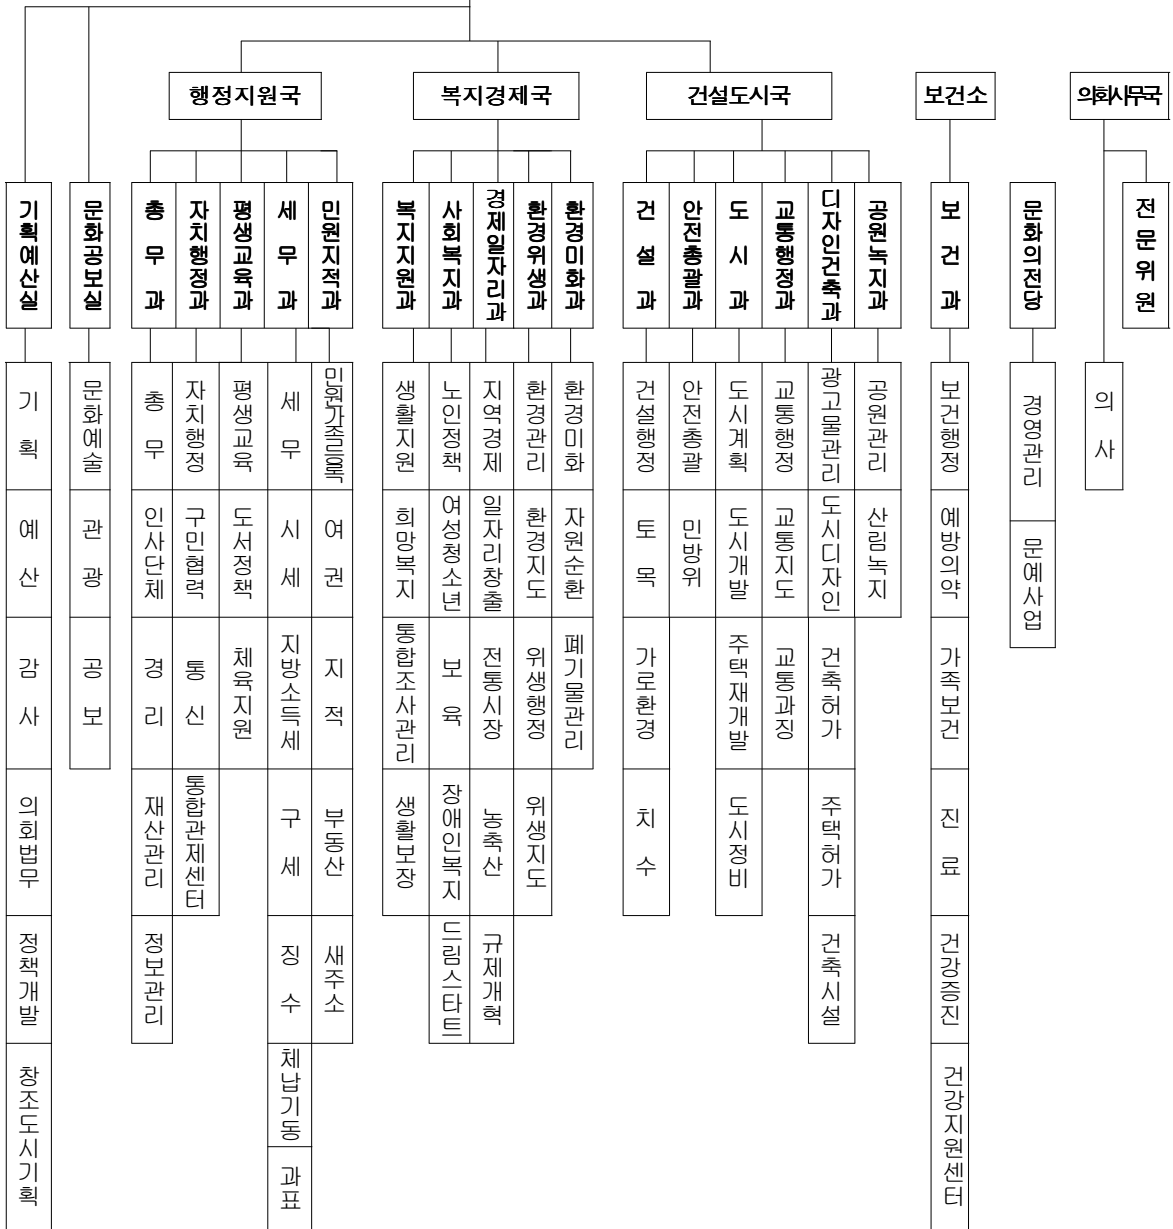 행정지원국 복지경제국 건설도시국 보건소 의회사무국
기획예산실
문화공보실
총무과
자치행정과
평생교육과
세무과
민원지적과
복지지원과
사회복지과
경제일자리과
환경위생과
환경미화과
건설과
안전총괄과
도시과
교통행정과
디자인건축과
공원녹지과
보건과
문화의전당
전문위원
기획
문화예술
총무
자치행정
평생교육
세무
민원가족등록
생활지원
노인정책
지역경제
환경관리
환경미화
건설행정
안전총괄
도시계획
교통행정
광고물관리
공원관리
보건행정
경영관리
의사
예산
관광
인사단체
구민협력
도서정책
시세
여권
희망복지
여성청소년
일자리창출
환경지도
자원순환
토목
민방위
도시개발
교통지도
도시디자인
산림녹지
예방의약
문예사업
감사
공보
경리
통신
체육지원
지방소득세
지적
통합조사관리
보육
전통시장
위생행정
폐기물관리
가로환경
주택재개발
교통과징
건축허가
가족보건
의회법무
재산관리
통합관제센터
구세
부동산
생활보장
장애인복지
농축산
위생지도
치수
도시정비
주택허가
진료
정책개발
정보관리
징수
새주소
드림스타트
규제개혁
건축시설
건강증진
창조도시기획
체납기동
건강지원센터
과표